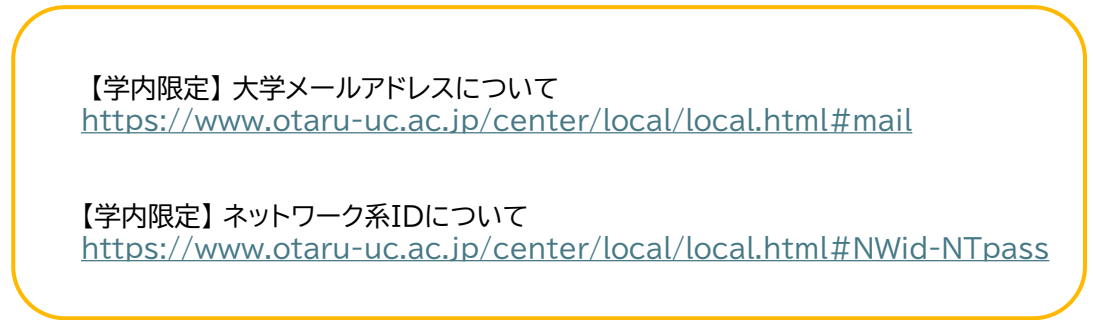 【学内限定】 大学メールアドレスについて
https://www.otaru-uc.ac.jp/center/local/local.html#mail
【学内限定】 ネットワーク系IDについて
https://www.otaru-uc.ac.jp/center/local/local.html#NWid-NTpass